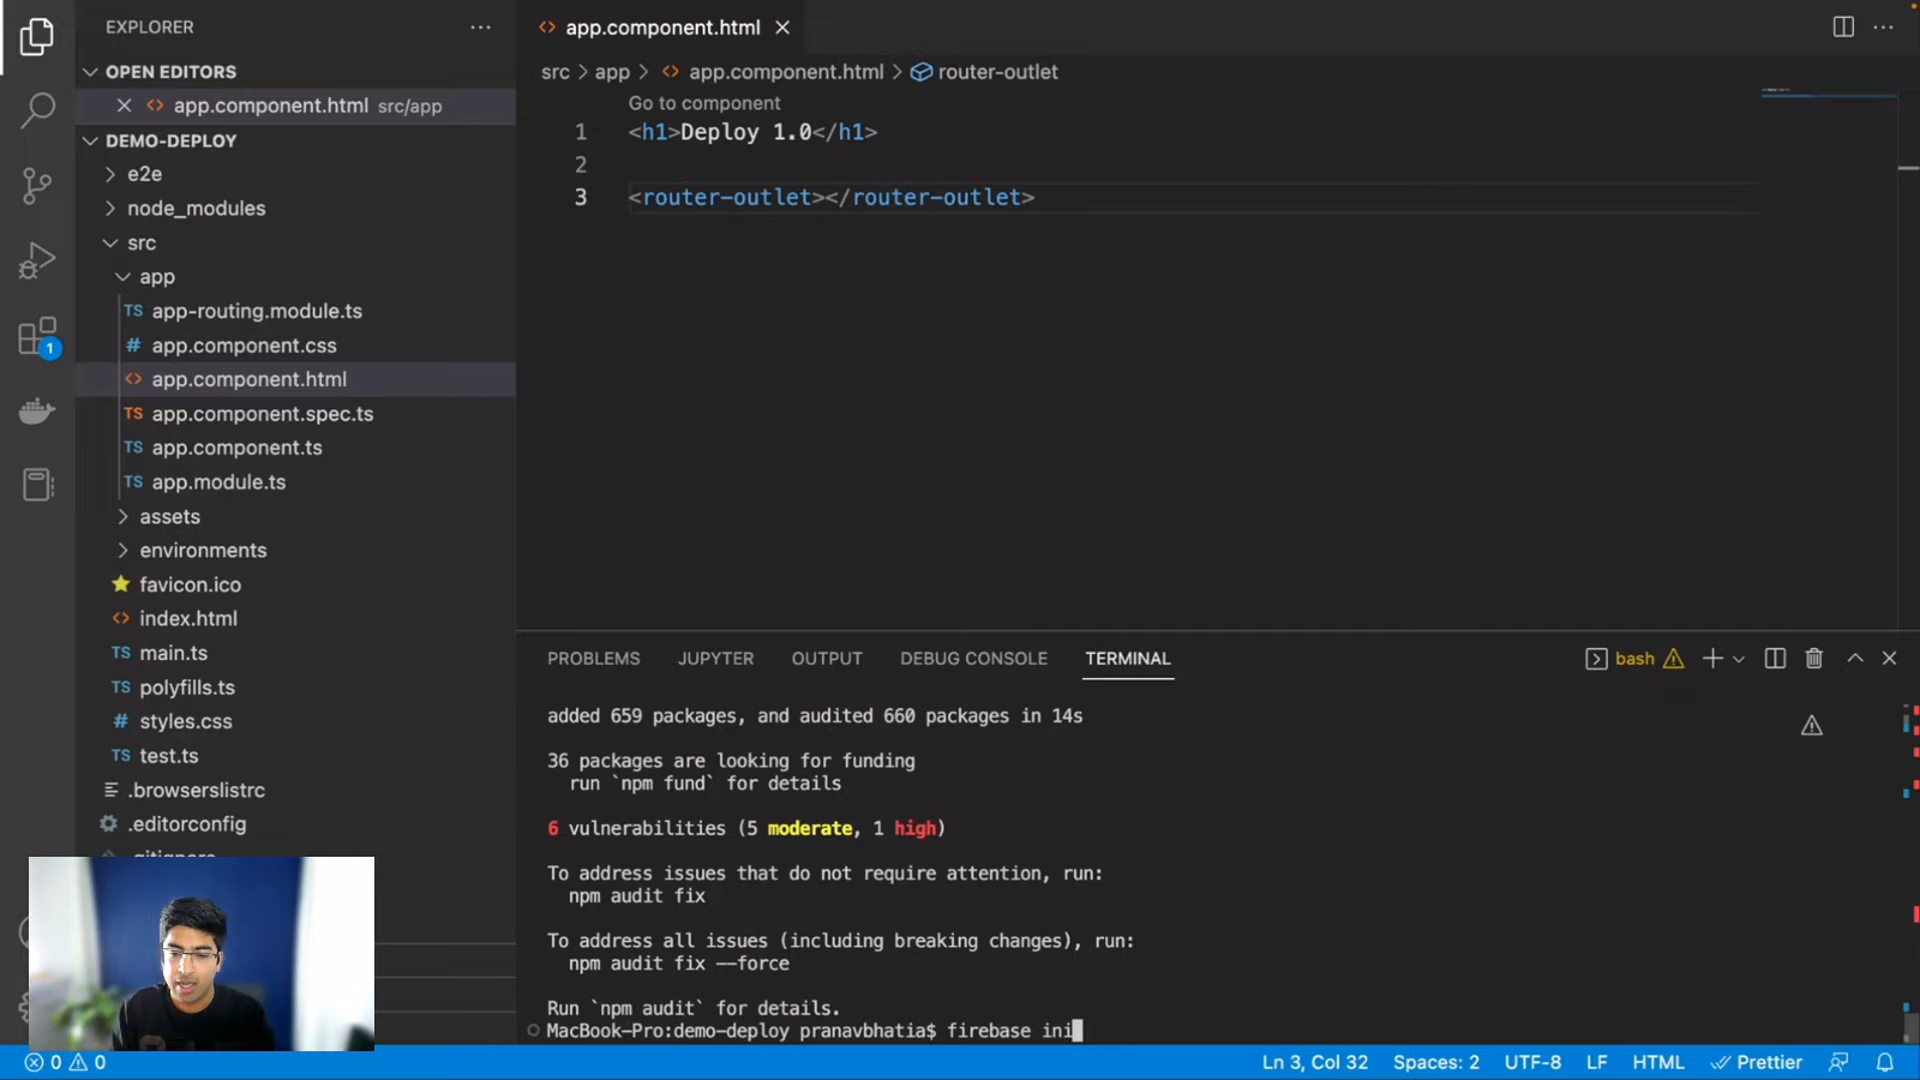 EXPLORER
OPEN EDITORS
app.component.html src/app
DEMO-DEPLOY
e2e
node_modules
src
app
TS app-routing.module.ts
# app.component.css
<> app.component.html
TS app.component.spec.ts
TS app.component.ts
TS app.module.ts
assets
environments
favicon.ico
<> index.html
TS main.ts
TS polyfills.ts
# styles.css
TS test.ts
.browserslistrc
.editorconfig
.gitignore
1
<> app.component.html
src > app > <> app.component.html > router-outlet
Go to component
1 <h1>Deploy 1.0</h1>
2
3 <router-outlet></router-outlet>
PROBLEMS JUPYTER OUTPUT DEBUG CONSOLE TERMINAL
bash
added 659 packages, and audited 660 packages in 14s
36 packages are looking for funding
run `npm fund` for details
6 vulnerabilities (5 moderate, 1 high)
To address issues that do not require attention, run:
npm audit fix
To address all issues (including breaking changes), run:
npm audit fix --force
Run `npm audit` for details.
MacBook-Pro:demo-deploy pranavbhatia$ firebase ini
0 0
Ln 3, Col 32 Spaces: 2 UTF-8 LF HTML Prettier